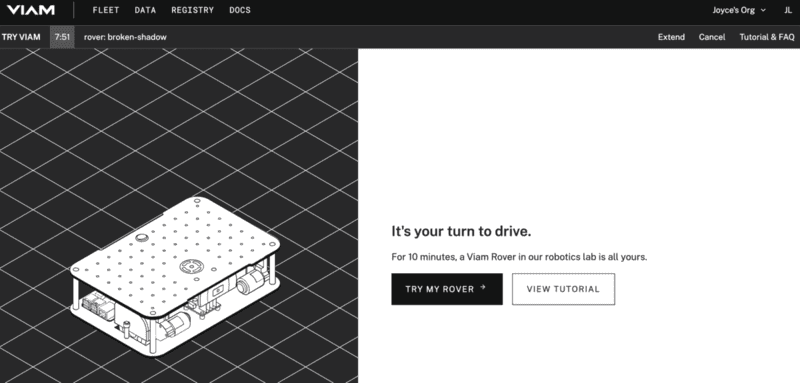 VIAM FLEET DATA REGISTRY DOCS Joyce's Org JL
TRY VIAM 7:51 rover: broken-shadow Extend Cancel Tutorial & FAQ
It's your turn to drive.
For 10 minutes, a Viam Rover in our robotics lab is all yours.
TRY MY ROVER → VIEW TUTORIAL